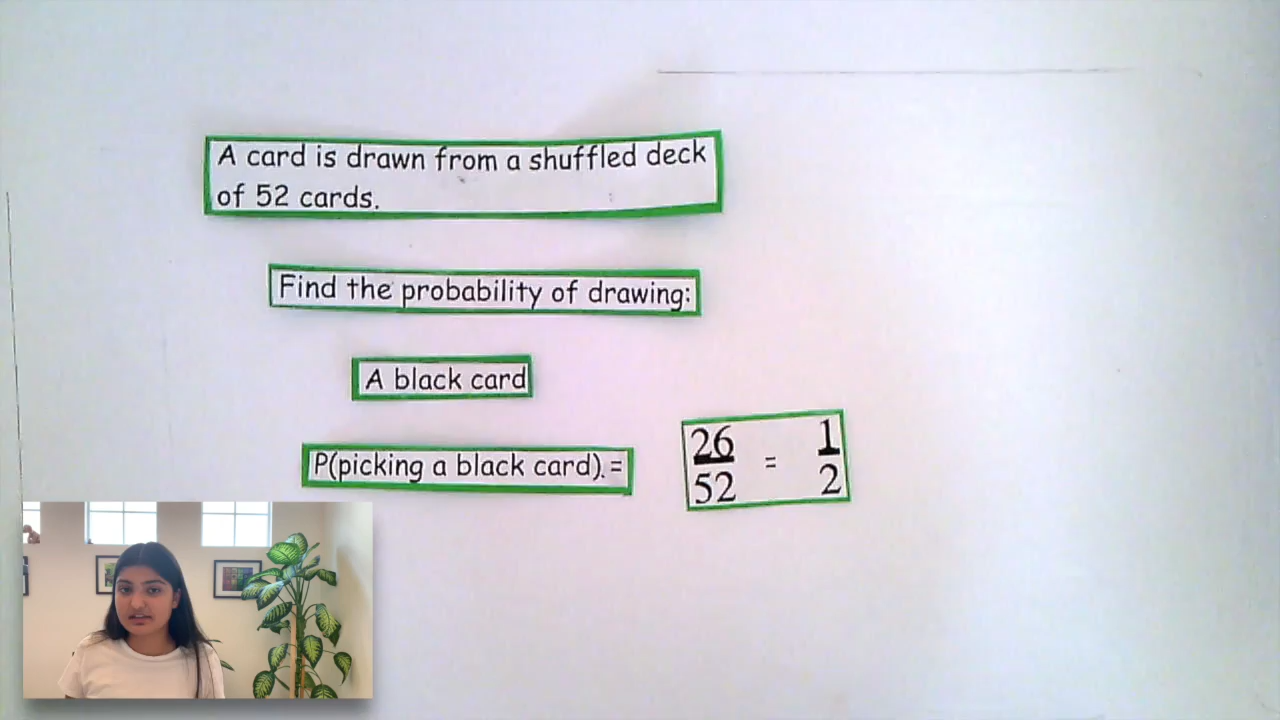 A card is drawn from a shuffled deck
of 52 cards.
Find the probability of drawing:
A black card
P(picking a black card). =
26/52 = 1/2